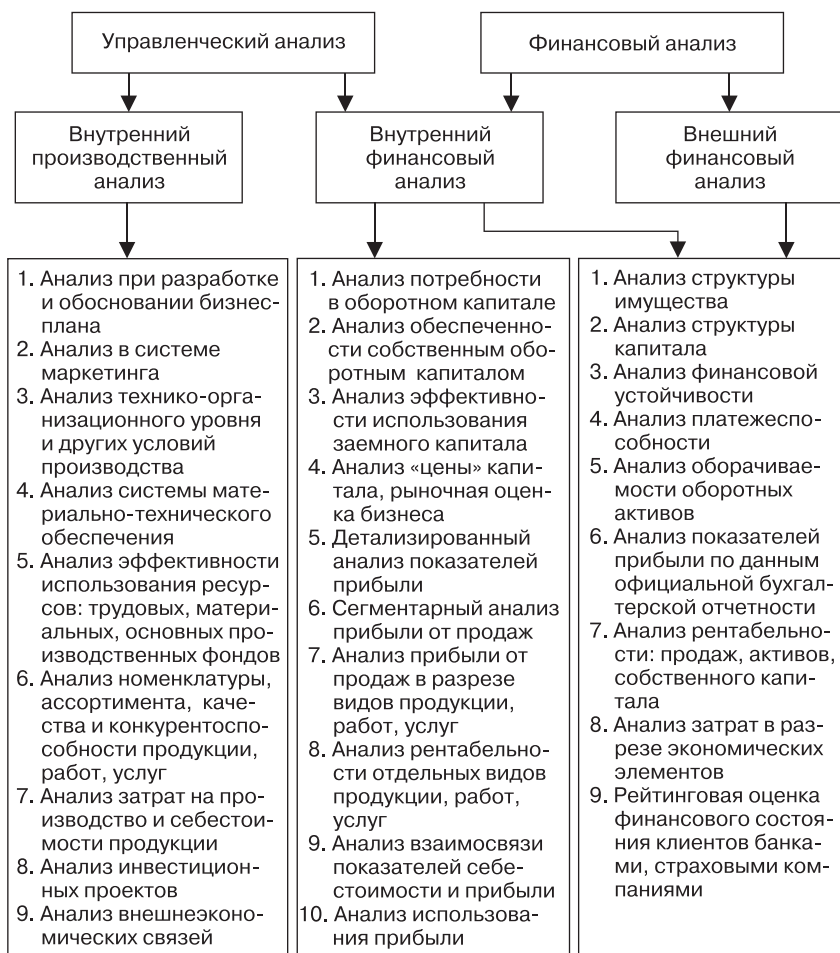 Управленческий анализ
Финансовый анализ
Внутренний
производственный
анализ
Внутренний
финансовый
анализ
Внешний
финансовый
анализ
1. Анализ при разработке
и обосновании бизнес-
плана
2. Анализ в системе
маркетинга
3. Анализ технико-орга-
низационного уровня
и других условий
производства
4. Анализ системы мате-
риально-технического
обеспечения
5. Анализ эффективности
использования ресур-
сов: трудовых, матери-
альных, основных про-
изводственных фондов
6. Анализ номенклатуры,
ассортимента, каче-
ства и конкурентоспо-
собности продукции,
работ, услуг
7. Анализ затрат на про-
изводство и себестои-
мости продукции
8. Анализ инвестицион-
ных проектов
9. Анализ внешнеэконо-
мических связей
1. Анализ потребности
в оборотном капитале
2. Анализ обеспеченно-
сти собственным обо-
ротным капиталом
3. Анализ эффективно-
сти использования
заемного капитала
4. Анализ «цены» капи-
тала, рыночная оцен-
ка бизнеса
5. Детализированный
анализ показателей
прибыли
6. Сегментарный анализ
прибыли от продаж
7. Анализ прибыли от
продаж в разрезе
видов продукции,
работ, услуг
8. Анализ рентабельно-
сти отдельных видов
продукции, работ,
услуг
9. Анализ взаимосвязи
показателей себе-
стоимости и прибыли
10. Анализ использова-
ния прибыли
1. Анализ структуры
имущества
2. Анализ структуры
капитала
3. Анализ финансовой
устойчивости
4. Анализ платежеспо-
собности
5. Анализ оборачивае-
мости оборотных
активов
6. Анализ показателей
прибыли по данным
официальной бухгал-
терской отчетности
7. Анализ рентабельно-
сти: продаж, активов,
собственного капи-
тала
8. Анализ затрат в раз-
резе экономических
элементов
9. Рейтинговая оценка
финансового состоя-
ния клиентов банка-
ми, страховыми ком-
паниями